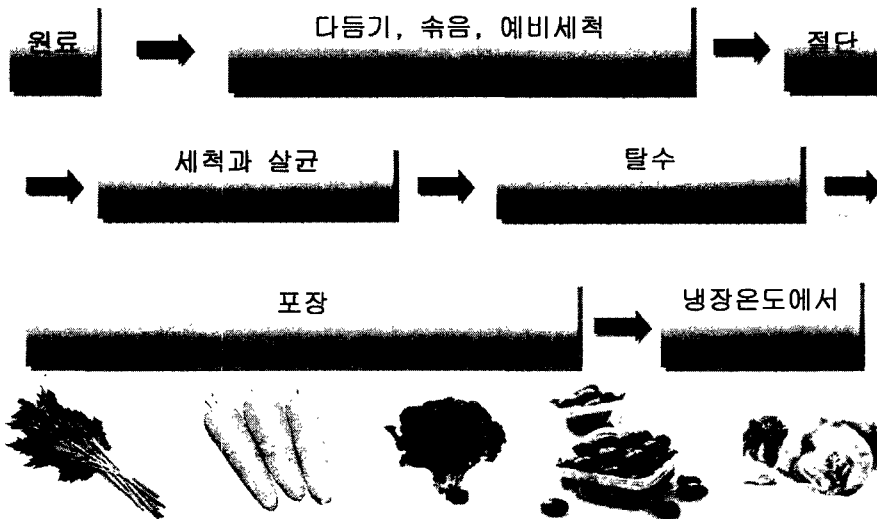 원료
다듬기, 솎음, 예비세척
절단
세척과 살균
탈수
포장
냉장온도에서